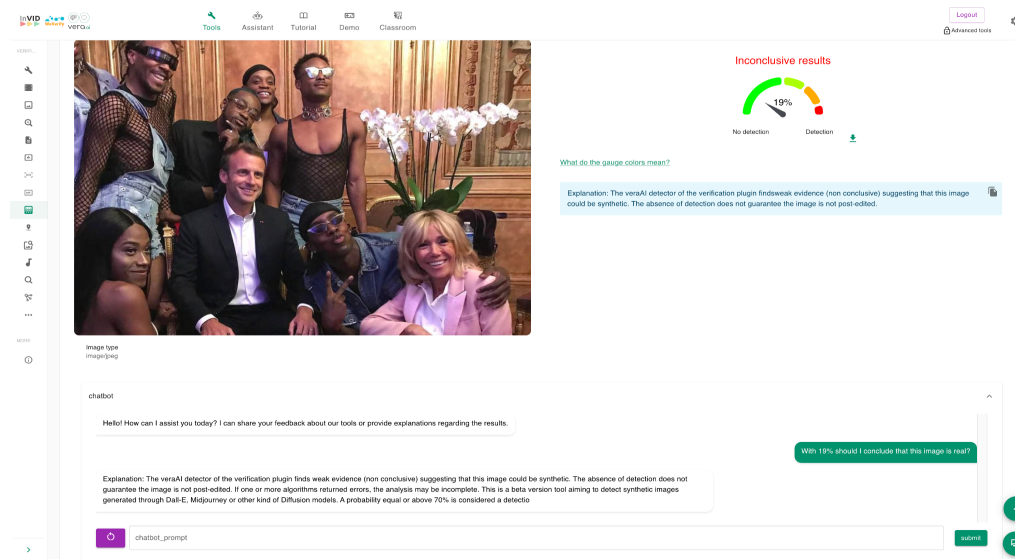 InVID
WeVerify
vera.ai
Tools
Assistant
Tutorial
Demo
Classroom
Logout
Advanced tools
VERIFI...
MORE
Inconclusive results
19%
No detection
Detection
What do the gauge colors mean?
Explanation: The veraAI detector of the verification plugin findsweak evidence (non conclusive) suggesting that this image
could be synthetic. The absence of detection does not guarantee the image is not post-edited.
Image type
image/jpeg
chatbot
Hello! How can I assist you today? I can share your feedback about our tools or provide explanations regarding the results.
With 19% should I conclude that this image is real?
Explanation: The veraAI detector of the verification plugin finds weak evidence (non conclusive) suggesting that this image could be synthetic. The absence of detection does not
guarantee the image is not post-edited. If one or more algorithms returned errors, the analysis may be incomplete. This is a beta version tool aiming to detect synthetic images
generated through Dall-E, Midjourney or other kind of Diffusion models. A probability equal or above 70% is considered a detectio
chatbot_prompt
submit